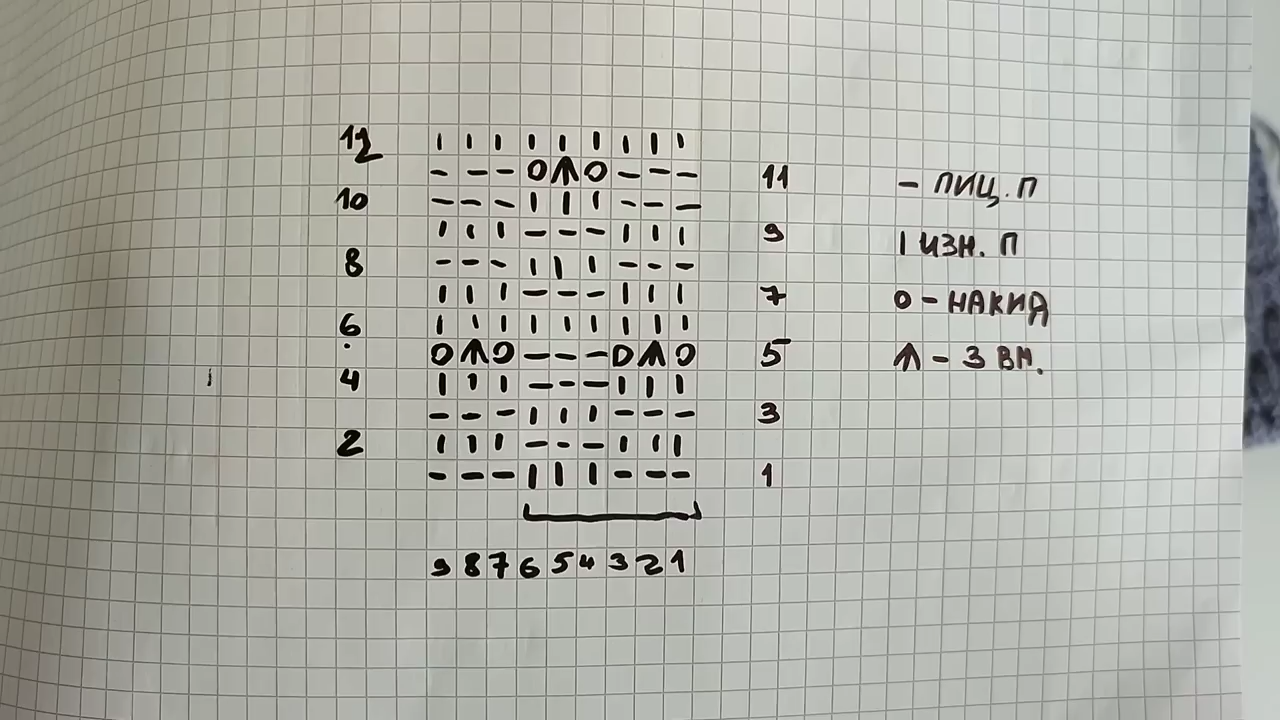 12 I I I I I I I I I
- - - O ⩚ O - - - 11 - ЛИЦ. П
10 - - - I I I - - -
I I I - - - I I I 9 I ИЗН. П
8 - - - I I I - - -
I I I - - - I I I 7 O - НАКИД
6 I I I I I I I I I
O ⩚ O - - - O ⩚ O 5 ⩚ - 3 ВМ.
4 I I I - - - I I I
- - - I I I - - - 3
2 I I I - - - I I I
- - - I I I - - - 1
9 8 7 6 5 4 3 2 1